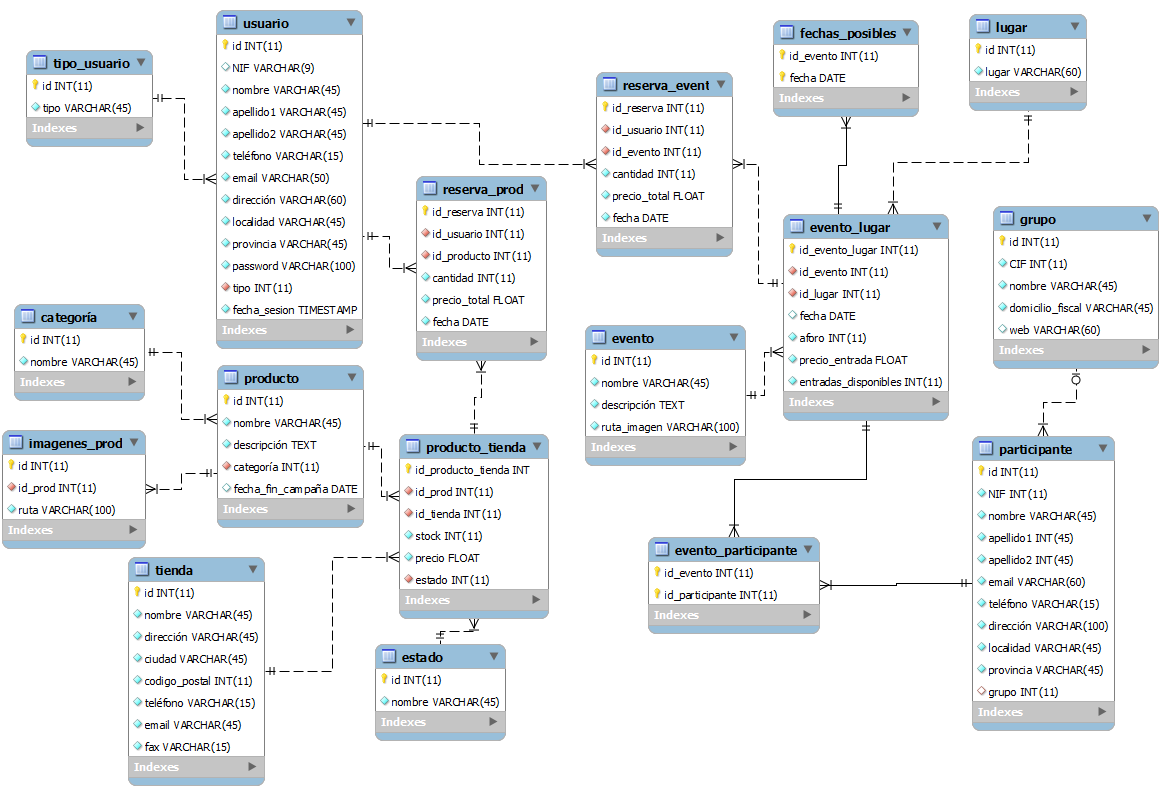 tipo_usuario
id INT(11)
tipo VARCHAR(45)
Indexes
usuario
id INT(11)
NIF VARCHAR(9)
nombre VARCHAR(45)
apellido1 VARCHAR(45)
apellido2 VARCHAR(45)
teléfono VARCHAR(15)
email VARCHAR(50)
dirección VARCHAR(60)
localidad VARCHAR(45)
provincia VARCHAR(45)
password VARCHAR(100)
tipo INT(11)
fecha_sesion TIMESTAMP
Indexes
reserva_event
id_reserva INT(11)
id_usuario INT(11)
id_evento INT(11)
cantidad INT(11)
precio_total FLOAT
fecha DATE
Indexes
fechas_posibles
id_evento INT(11)
fecha DATE
Indexes
lugar
id INT(11)
lugar VARCHAR(60)
Indexes
reserva_prod
id_reserva INT(11)
id_usuario INT(11)
id_producto INT(11)
cantidad INT(11)
precio_total FLOAT
fecha DATE
Indexes
evento_lugar
id_evento_lugar INT(11)
id_evento INT(11)
id_lugar INT(11)
fecha DATE
aforo INT(11)
precio_entrada FLOAT
entradas_disponibles INT(11)
Indexes
grupo
id INT(11)
CIF INT(11)
nombre VARCHAR(45)
domicilio_fiscal VARCHAR(45)
web VARCHAR(60)
Indexes
categoría
id INT(11)
nombre VARCHAR(45)
Indexes
producto
id INT(11)
nombre VARCHAR(45)
descripción TEXT
categoría INT(11)
fecha_fin_campaña DATE
Indexes
evento
id INT(11)
nombre VARCHAR(45)
descripción TEXT
ruta_imagen VARCHAR(100)
Indexes
imagenes_prod
id INT(11)
id_prod INT(11)
ruta VARCHAR(100)
Indexes
producto_tienda
id_producto_tienda INT
id_prod INT(11)
id_tienda INT(11)
stock INT(11)
precio FLOAT
estado INT(11)
Indexes
participante
id INT(11)
NIF INT(11)
nombre VARCHAR(45)
apellido1 INT(45)
apellido2 INT(45)
email VARCHAR(60)
teléfono VARCHAR(15)
dirección VARCHAR(100)
localidad VARCHAR(45)
provincia VARCHAR(45)
grupo INT(11)
Indexes
tienda
id INT(11)
nombre VARCHAR(45)
dirección VARCHAR(45)
ciudad VARCHAR(45)
codigo_postal INT(11)
teléfono VARCHAR(15)
email VARCHAR(45)
fax VARCHAR(15)
Indexes
evento_participante
id_evento INT(11)
id_participante INT(11)
Indexes
estado
id INT(11)
nombre VARCHAR(45)
Indexes